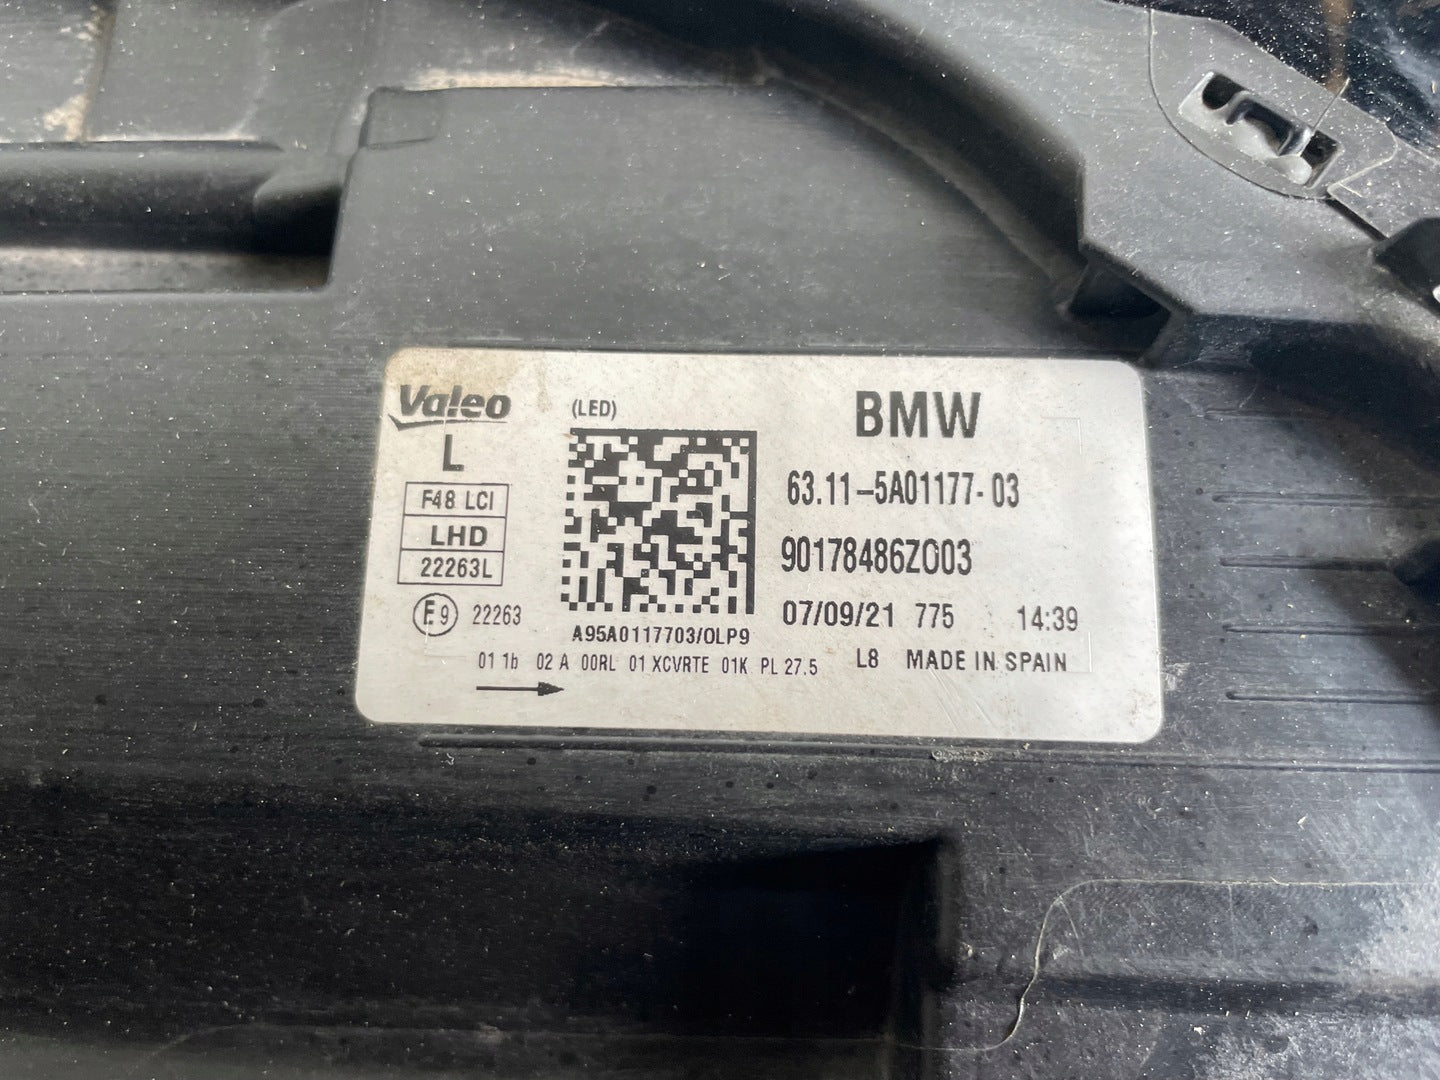 Valeo
L
F48 LCI
LHD
22263L
E9 22263
(LED)
A95A0117703/0LP9
BMW
63.11-5A01177-03
90178486Z003
07/09/21 775 14:39
01 1b 02 A 00RL 01 XCVRTE 01K PL 27.5 L8 MADE IN SPAIN